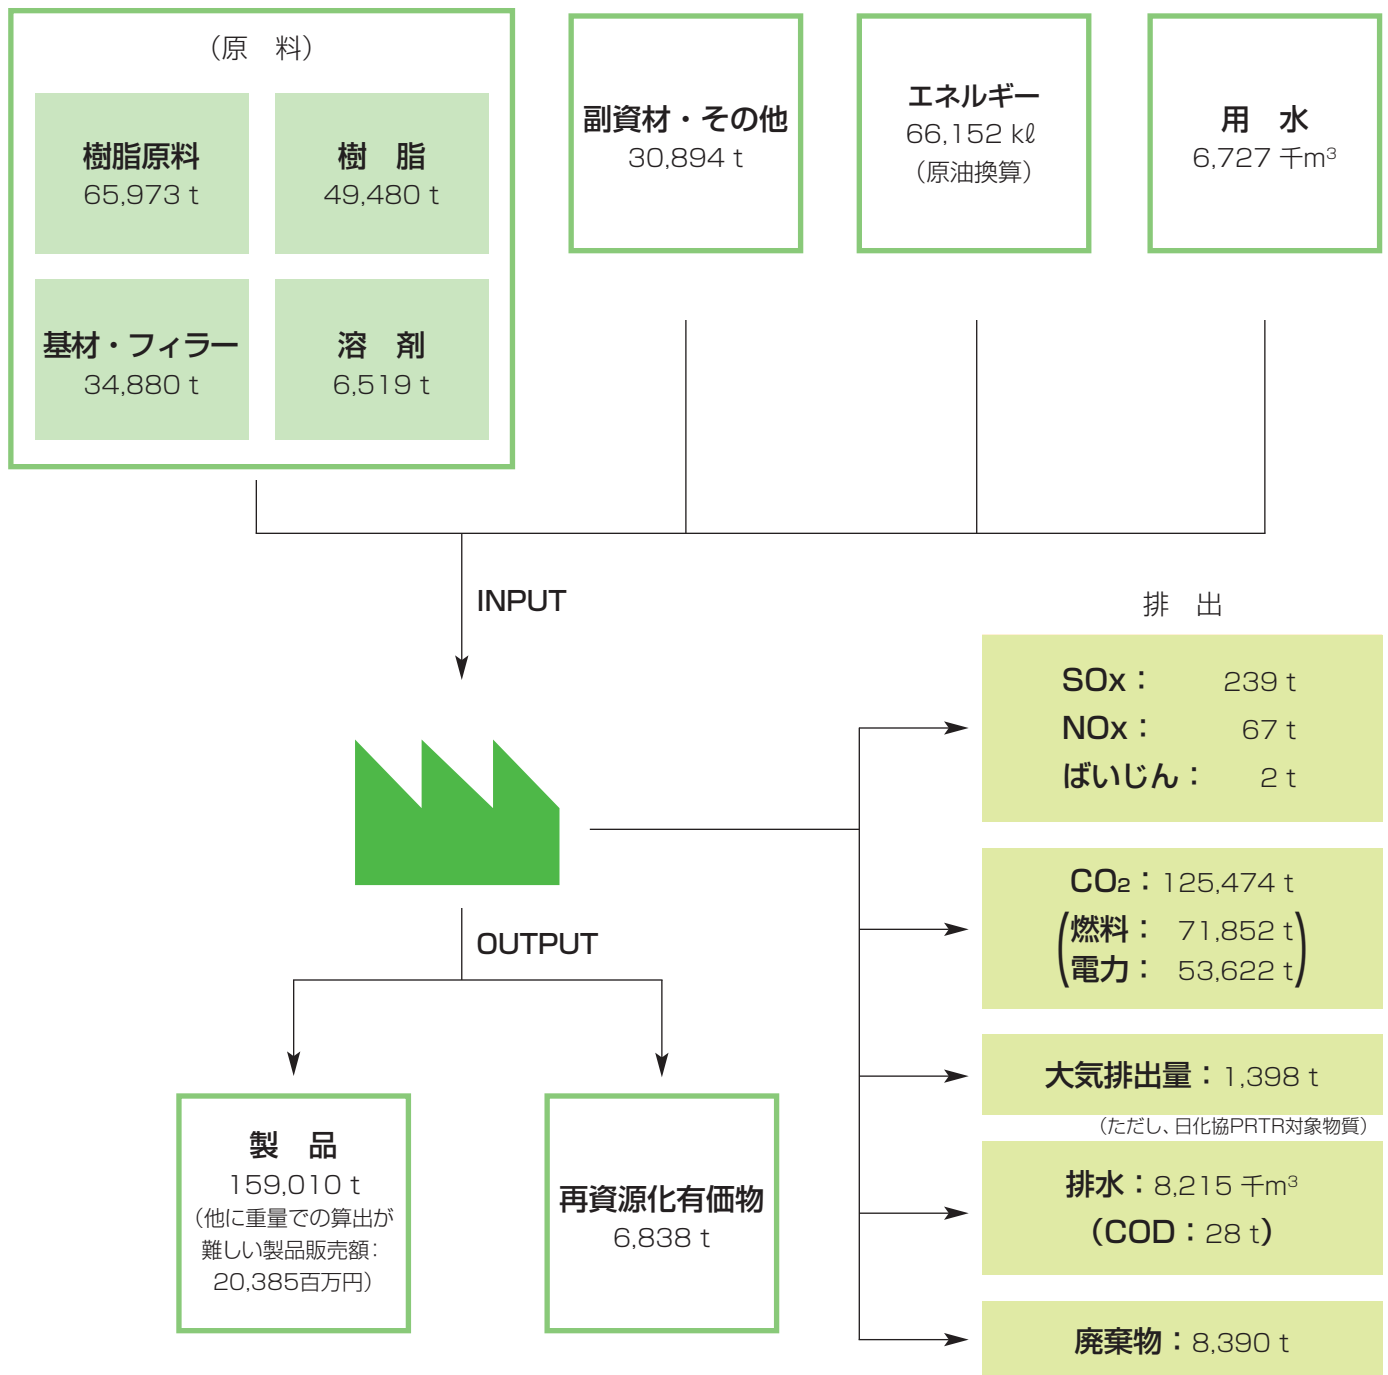 （原　料）
樹脂原料
65,973 t
樹　脂
49,480 t
基材・フィラー
34,880 t
溶　剤
6,519 t
副資材・その他
30,894 t
エネルギー
66,152 kℓ
（原油換算）
用　水
6,727 千m³
INPUT
OUTPUT
製　品
159,010 t
（他に重量での算出が
難しい製品販売額：
20,385百万円）
再資源化有価物
6,838 t
排　出
SOx： 239 t
NOx： 67 t
ばいじん： 2 t
CO₂：125,474 t
（燃料： 71,852 t
電力： 53,622 t）
大気排出量：1,398 t
（ただし、日化協PRTR対象物質）
排水：8,215 千m³
（COD：28 t）
廃棄物：8,390 t